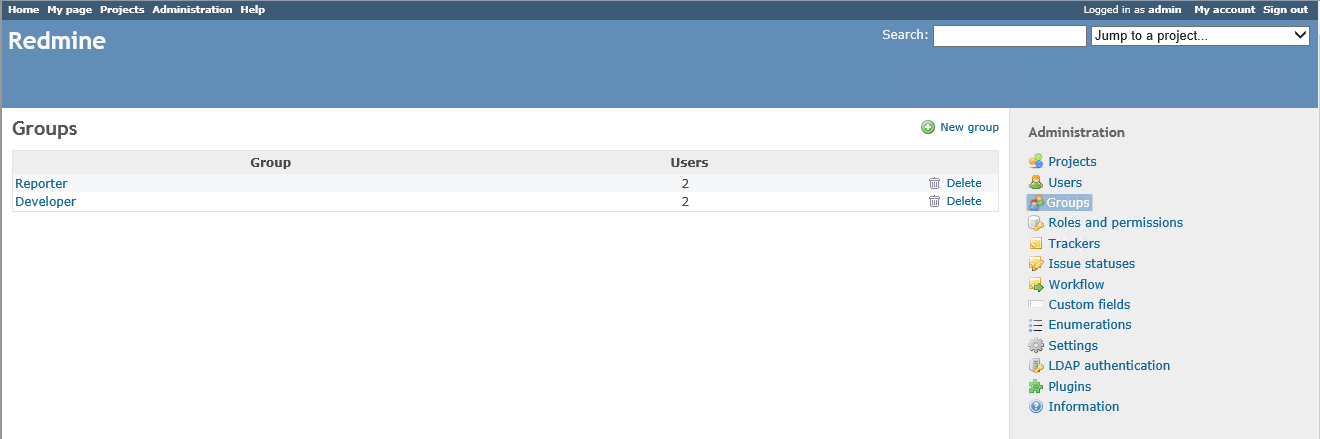 Home My page Projects Administration Help Logged in as admin My account Sign out
Redmine Search: Jump to a project...
Groups New group
Group Users
Reporter 2 Delete
Developer 2 Delete
Administration
Projects
Users
Groups
Roles and permissions
Trackers
Issue statuses
Workflow
Custom fields
Enumerations
Settings
LDAP authentication
Plugins
Information